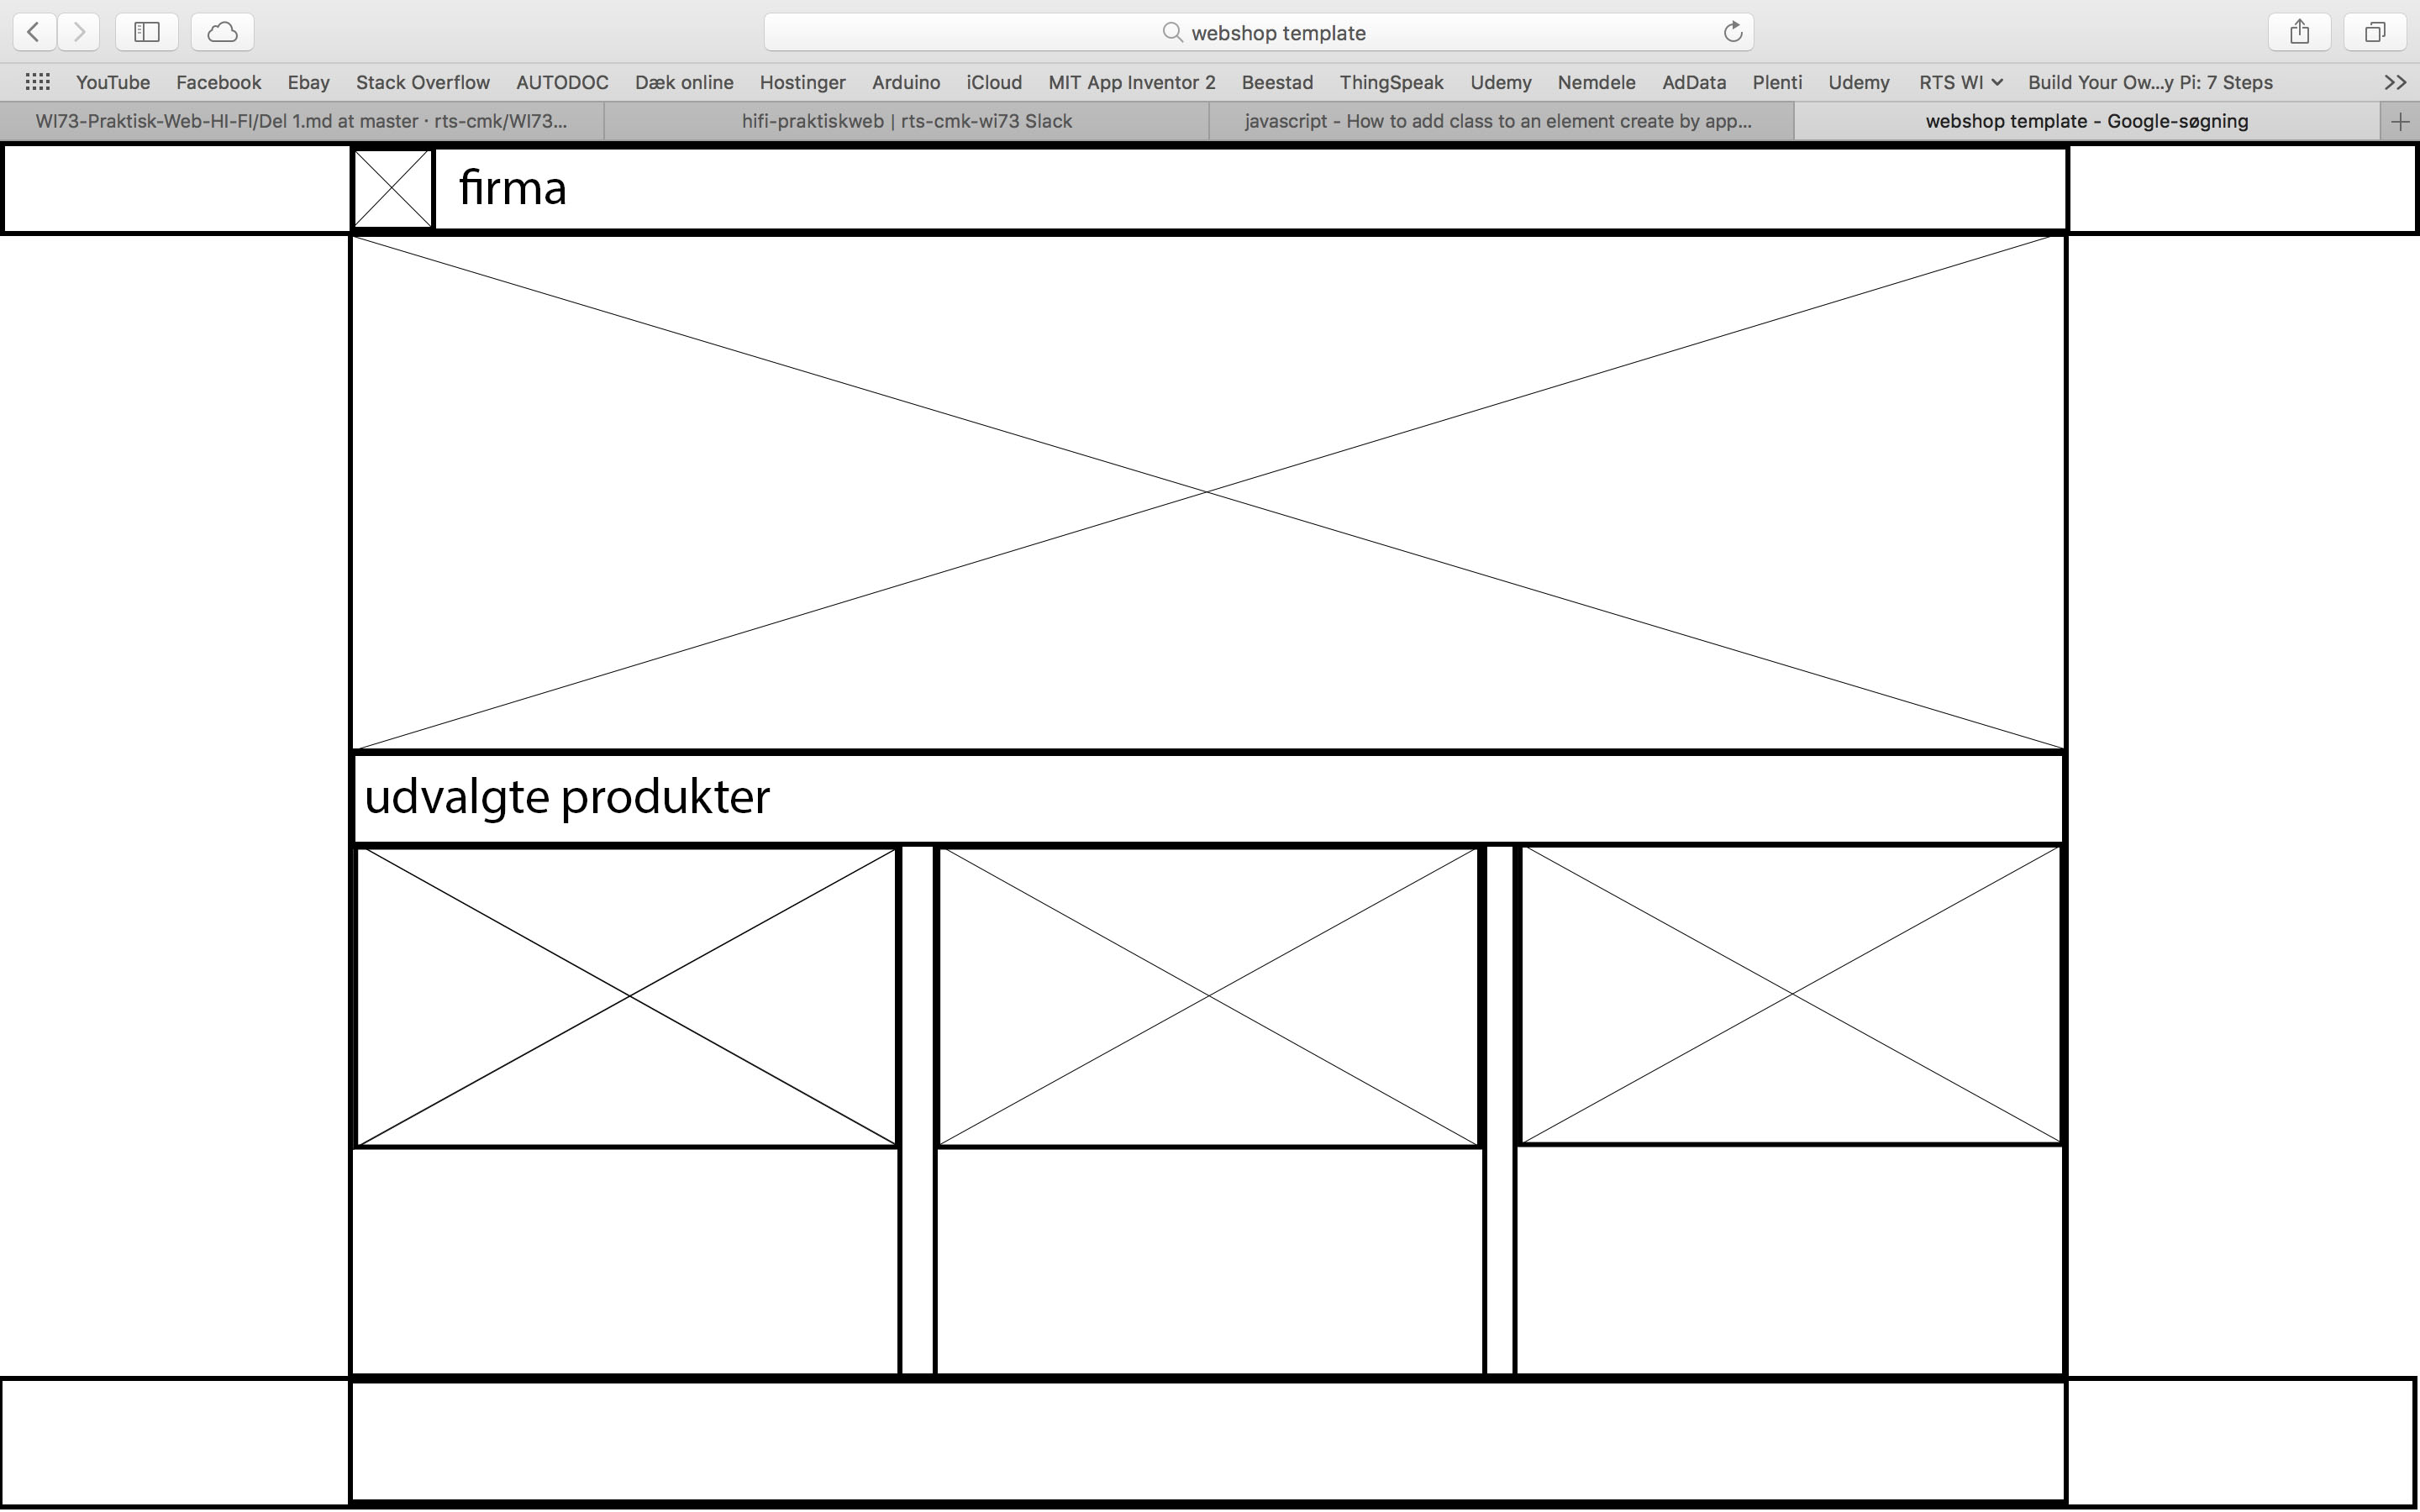 webshop template
YouTube Facebook Ebay Stack Overflow AUTODOC Dæk online Hostinger Arduino iCloud MIT App Inventor 2 Beestad ThingSpeak Udemy Nemdele AdData Plenti Udemy RTS WI Build Your Ow...y Pi: 7 Steps
WI73-Praktisk-Web-HI-FI/Del 1.md at master · rts-cmk/WI73... hifi-praktiskweb | rts-cmk-wi73 Slack javascript - How to add class to an element create by app... webshop template - Google-søgning
firma
udvalgte produkter